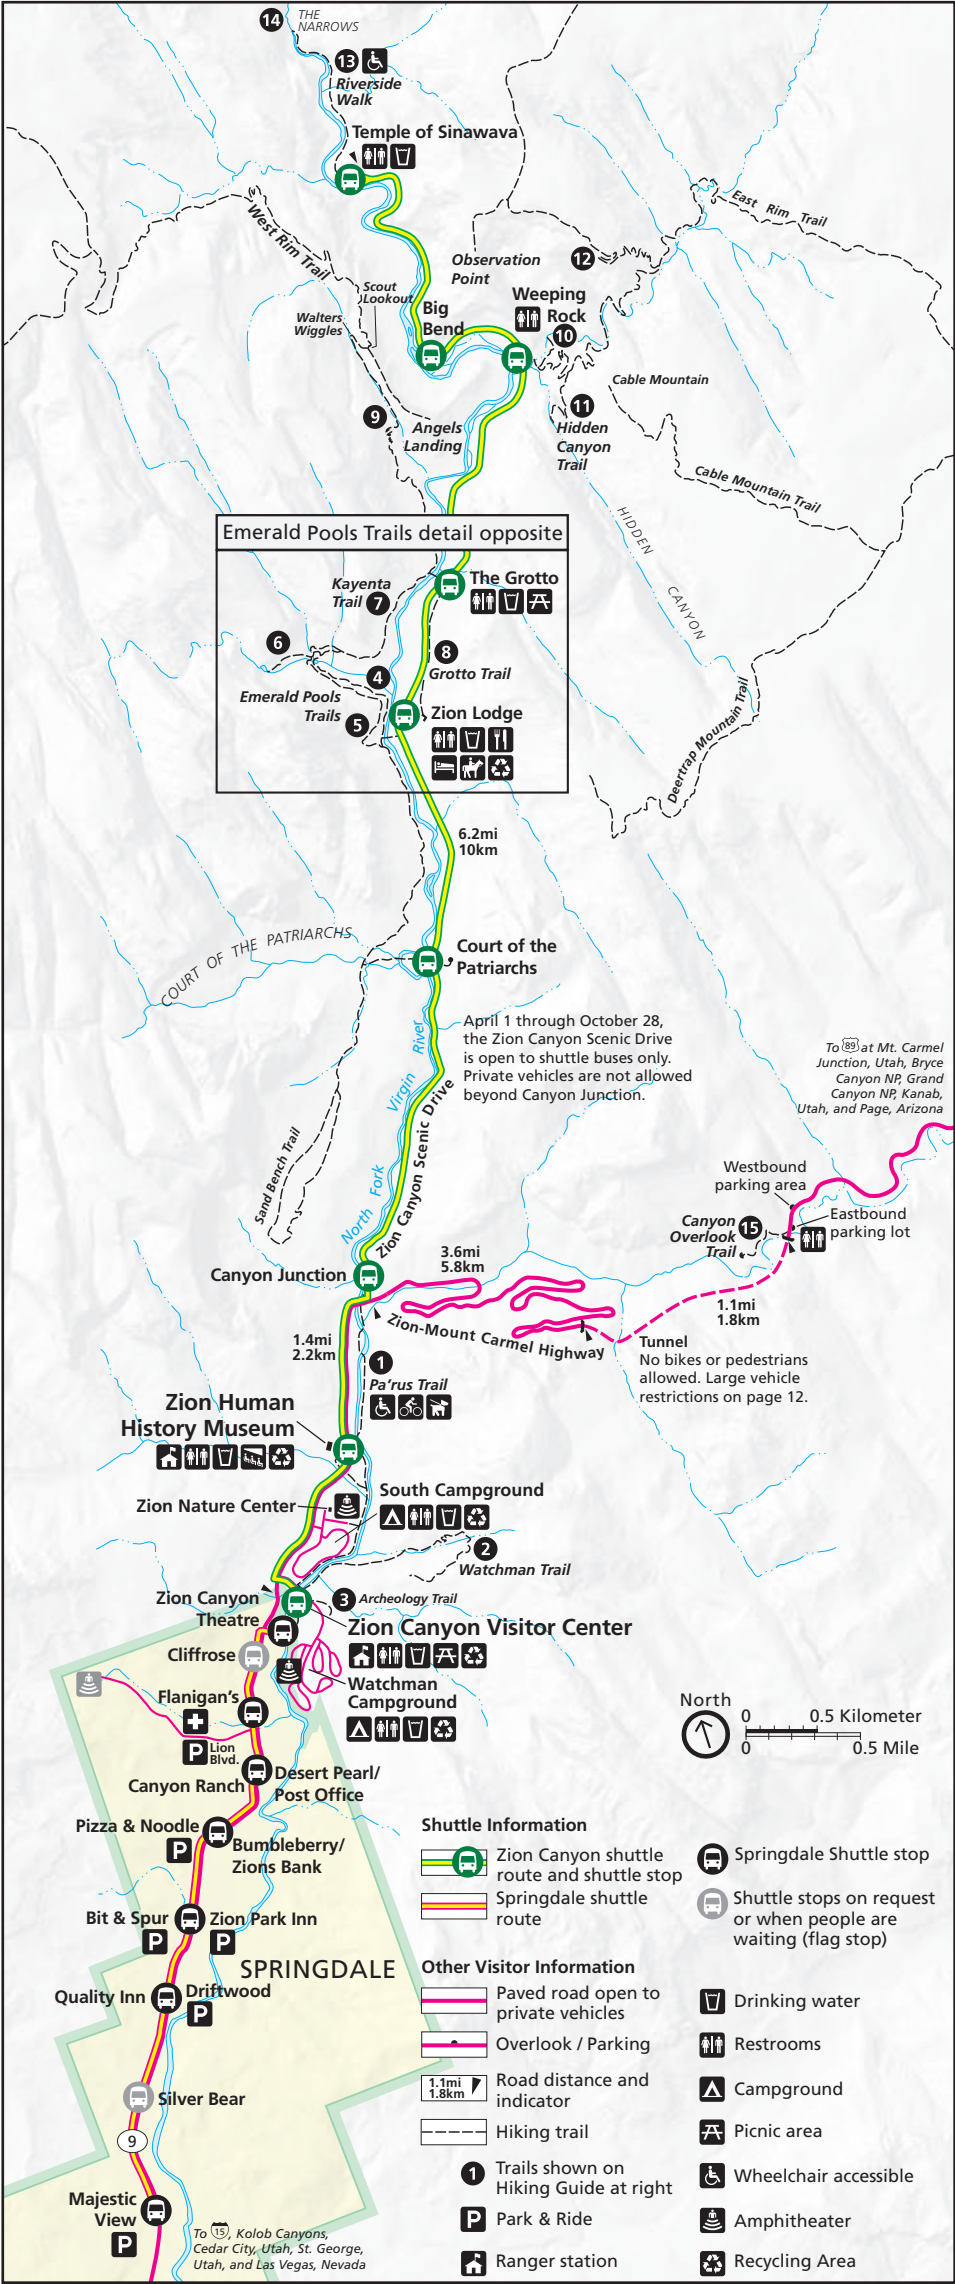 14
THE
NARROWS
13
Riverside
Walk
Temple of Sinawava
East Rim Trail
West Rim Trail
12
Observation
Point
Scout
Lookout
Walters
Wiggles
Big
Bend
Weeping
Rock
10
Cable Mountain
9
Angels
Landing
11
Hidden
Canyon
Trail
Cable Mountain Trail
HIDDEN
CANYON
Emerald Pools Trails detail opposite
Kayenta
Trail 7
The Grotto
6
8
Grotto Trail
4
Emerald Pools
Trails
5
Zion Lodge
Deertrap Mountain Trail
6.2mi
10km
COURT OF THE PATRIARCHS
Court of the
Patriarchs
April 1 through October 28,
the Zion Canyon Scenic Drive
is open to shuttle buses only.
Private vehicles are not allowed
beyond Canyon Junction.
North Fork Virgin River
Zion Canyon Scenic Drive
Sand Bench Trail
To 89 at Mt. Carmel
Junction, Utah, Bryce
Canyon NP, Grand
Canyon NP, Kanab,
Utah, and Page, Arizona
Westbound
parking area
Eastbound
parking lot
Canyon
Overlook
Trail
15
Canyon Junction
3.6mi
5.8km
1.1mi
1.8km
Zion-Mount Carmel Highway
Tunnel
No bikes or pedestrians
allowed. Large vehicle
restrictions on page 12.
1.4mi
2.2km
1
Pa'rus Trail
Zion Human
History Museum
Zion Nature Center
South Campground
2
Watchman Trail
3 Archeology Trail
Zion Canyon
Theatre
Zion Canyon Visitor Center
Cliffrose
Watchman
Campground
Flanigan's
P Lion
Blvd.
Canyon Ranch
Desert Pearl/
Post Office
North
0 0.5 Kilometer
0 0.5 Mile
Pizza & Noodle
P
Bumbleberry/
Zions Bank
Bit & Spur
P
Zion Park Inn
P
SPRINGDALE
Quality Inn
Driftwood
P
Silver Bear
9
Majestic
View
P
To 15, Kolob Canyons,
Cedar City, Utah, St. George,
Utah, and Las Vegas, Nevada
Shuttle Information
Zion Canyon shuttle
route and shuttle stop
Springdale shuttle
route
Springdale Shuttle stop
Shuttle stops on request
or when people are
waiting (flag stop)
Other Visitor Information
Paved road open to
private vehicles
Overlook / Parking
1.1mi
1.8km
Road distance and
indicator
Hiking trail
1
Trails shown on
Hiking Guide at right
P Park & Ride
Ranger station
Drinking water
Restrooms
Campground
Picnic area
Wheelchair accessible
Amphitheater
Recycling Area